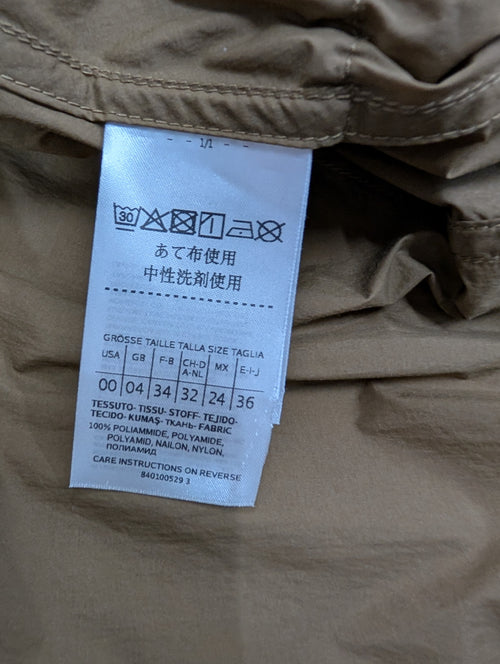 - - 1/1 - -
30
あて布使用
中性洗剤使用
GRÖSSE TAILLE TALLA SIZE TAGLIA
USA GB F-B CH-D A-NL MX E-I-J
00 04 34 32 24 36
TESSUTO- TISSU- STOFF- TEJIDO-
TECIDO- KUMAŞ- ТКАНЬ- FABRIC
100% POLIAMMIDE, POLYAMIDE,
POLYAMID, NAILON, NYLON,
ПОЛИАМИД
CARE INSTRUCTIONS ON REVERSE
840100529 3